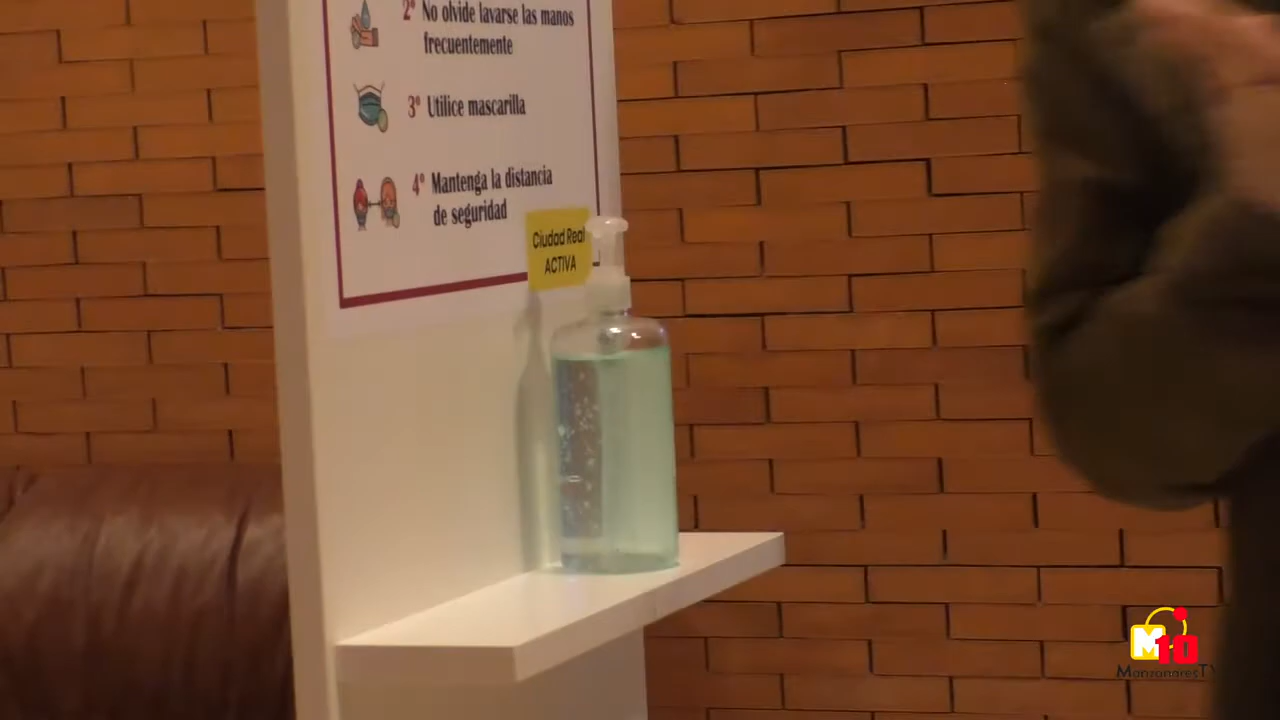 2º No olvide lavarse las manos
frecuentemente
3º Utilice mascarilla
4º Mantenga la distancia
de seguridad
Ciudad Real
ACTIVA
M10
ManzanaresTV